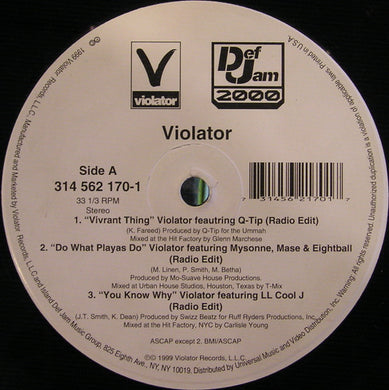 V
violator
Def
Jam
2000
Violator
Side A
314 562 170-1
33 1/3 RPM
Stereo
7 31456 21701 7
1. "Vivrant Thing" Violator feautring Q-Tip (Radio Edit)
(K. Fareed) Produced by Q-Tip for the Ummah
Mixed at the Hit Factory by Glenn Marchese
2. "Do What Playas Do" Violator featuring Mysonne, Mase & Eightball
(Radio Edit)
(M. Linen, P. Smith, M. Betha)
Produced by Mo-Suave House Productions.
Mixed at Urban House Studios, Houston, Texas by T-Mix
3. "You Know Why" Violator featuring LL Cool J
(Radio Edit)
(J.T. Smith, K. Dean) Produced by Swizz Beatz for Ruff Ryders Productions, Inc.
Mixed at the Hit Factory, NYC by Carlisle Young
ASCAP except 2. BMI/ASCAP
℗ © 1999 Violator Records, L.L.C.
℗ 1999 Violator Records, L.L.C. Manufactured and Marketed by Violator Records, L.L.C and Island Def Jam Music Group, 825 Eighth Ave., NY, NY 10019. Distributed by Universal Music and Video Distribution, Inc. Warning: All rights reserved. Unauthorized duplication is a violation of applicable laws. Printed in U.S.A.